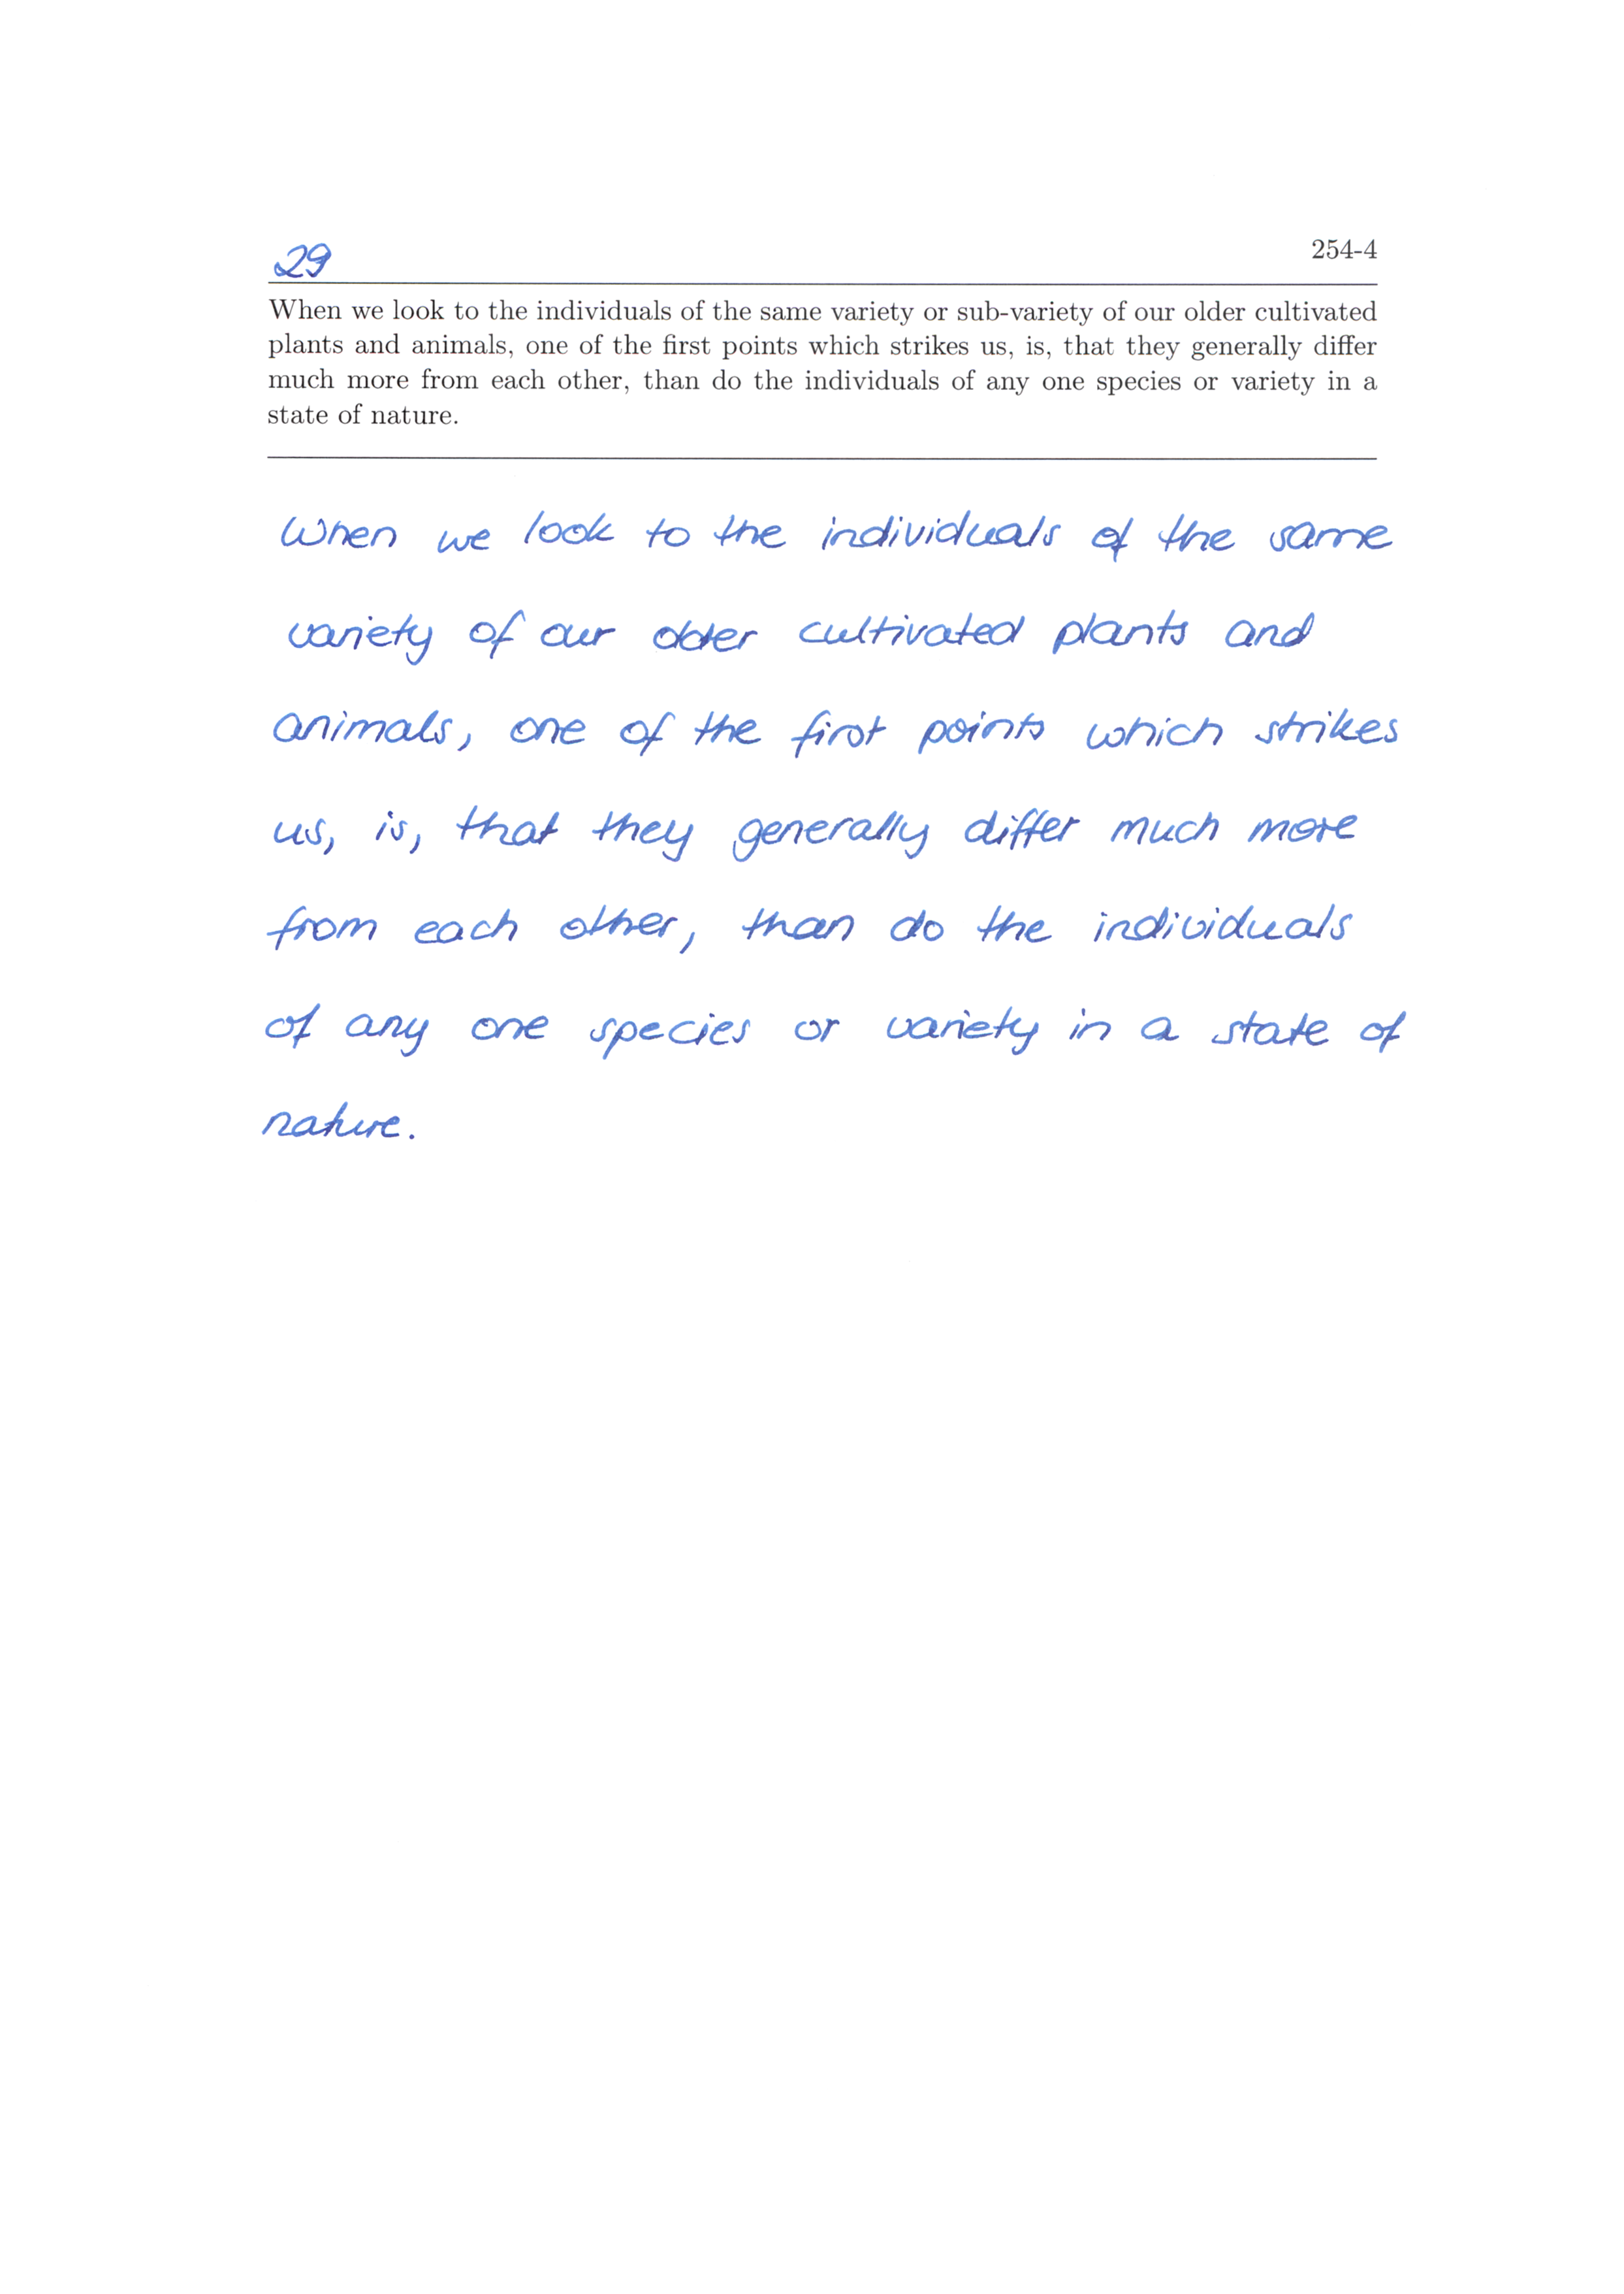 29
254-4
When we look to the individuals of the same variety or sub-variety of our older cultivated
plants and animals, one of the first points which strikes us, is, that they generally differ
much more from each other, than do the individuals of any one species or variety in a
state of nature.
When we look to the individuals of the same
variety of our older cultivated plants and
animals, one of the first points which strikes
us, is, that they generally differ much more
from each other, than do the individuals
of any one species or variety in a state of
nature.